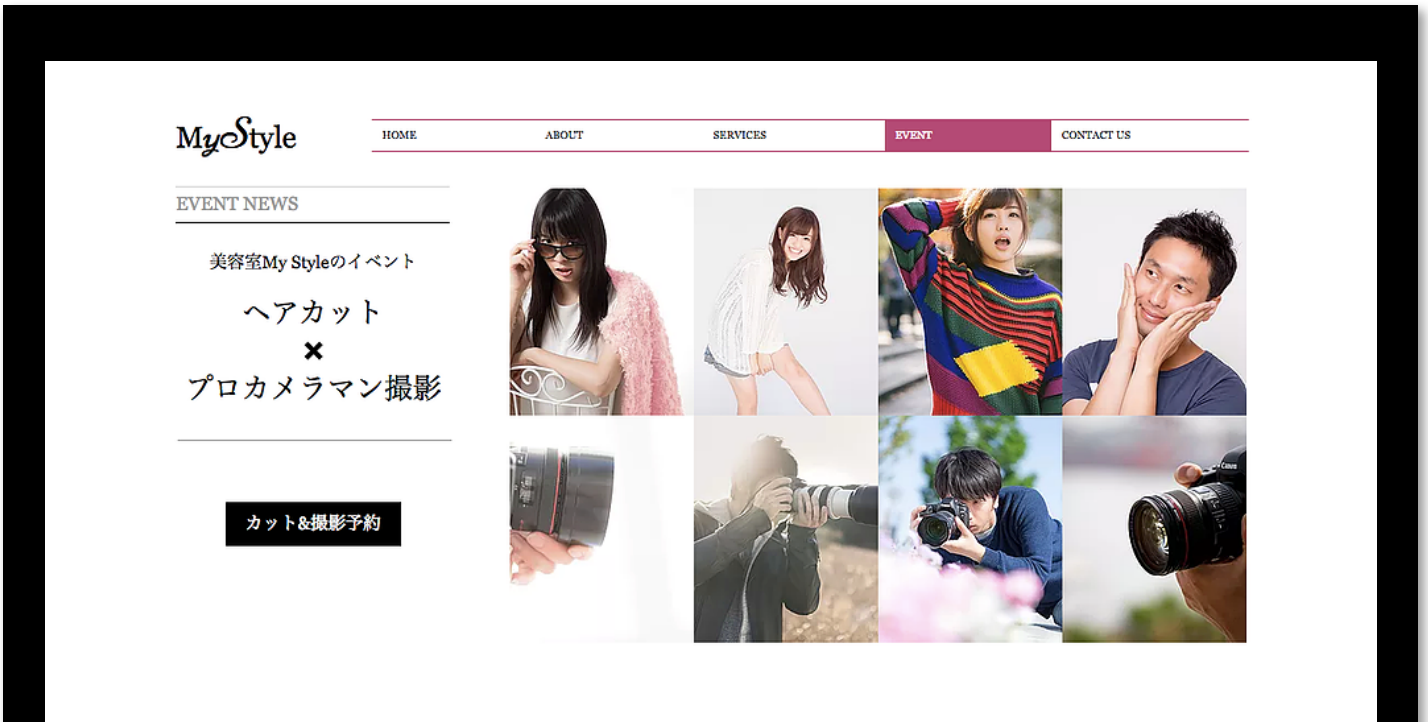 MyStyle
HOME
ABOUT
SERVICES
EVENT
CONTACT US
EVENT NEWS
美容室My Styleのイベント
ヘアカット
×
プロカメラマン撮影
カット&撮影予約
Canon